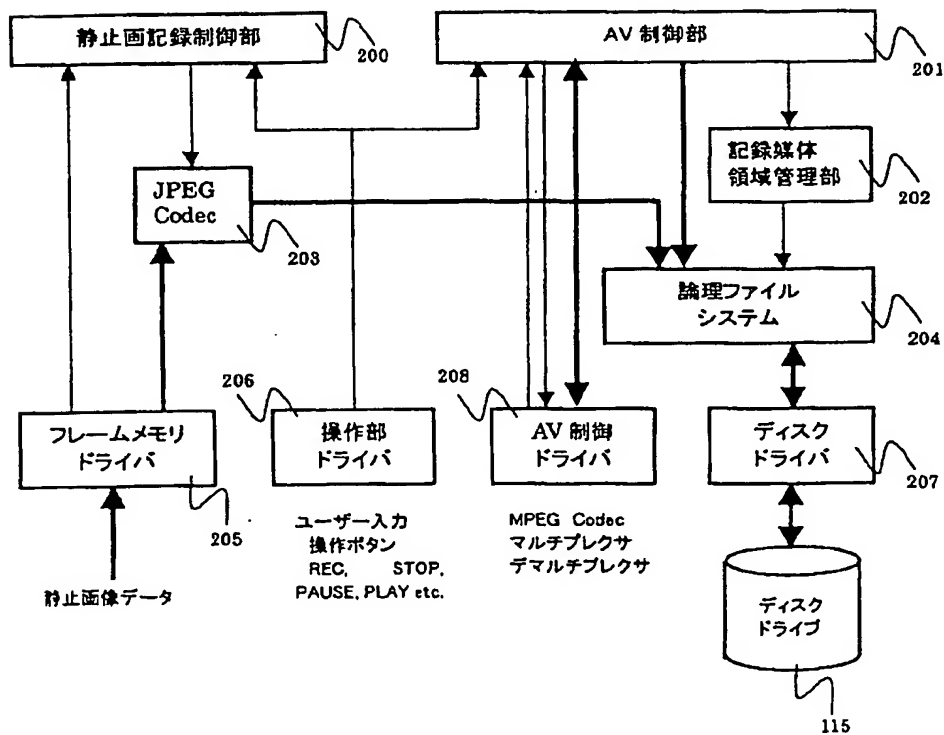 静止画記録制御部
200
AV 制御部
201
記録媒体
領域管理部
202
JPEG
Codec
203
論理ファイル
システム
204
フレームメモリ
ドライバ
205
206
操作部
ドライバ
208
AV 制御
ドライバ
ディスク
ドライバ
207
静止画像データ
ユーザー入力
操作ボタン
REC, STOP,
PAUSE, PLAY etc.
MPEG Codec
マルチプレクサ
デマルチプレクサ
ディスク
ドライブ
115